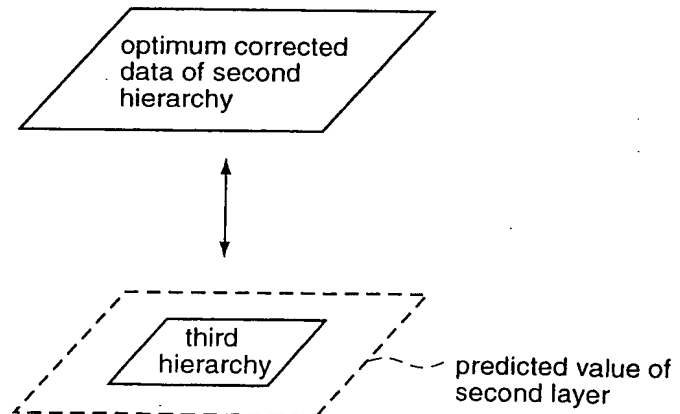 optimum corrected
data of second
hierarchy
third
hierarchy
predicted value of
second layer